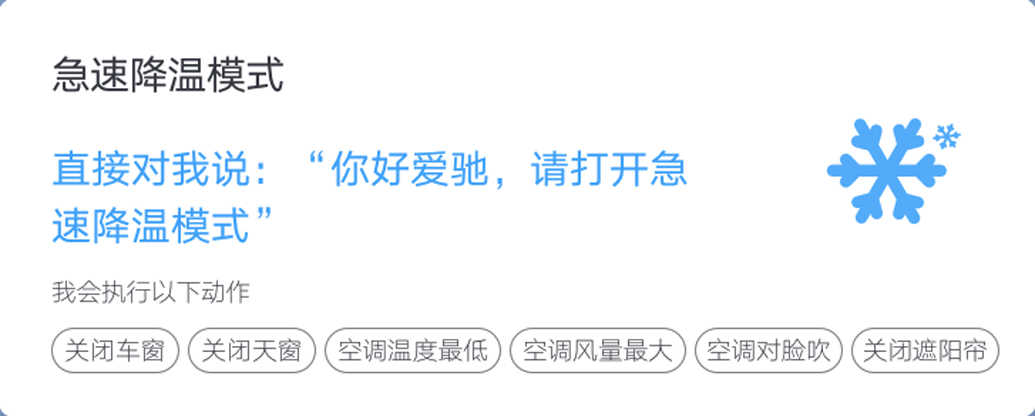 急速降温模式
直接对我说：“你好爱驰，请打开急
速降温模式”
我会执行以下动作
关闭车窗 关闭天窗 空调温度最低 空调风量最大 空调对脸吹 关闭遮阳帘